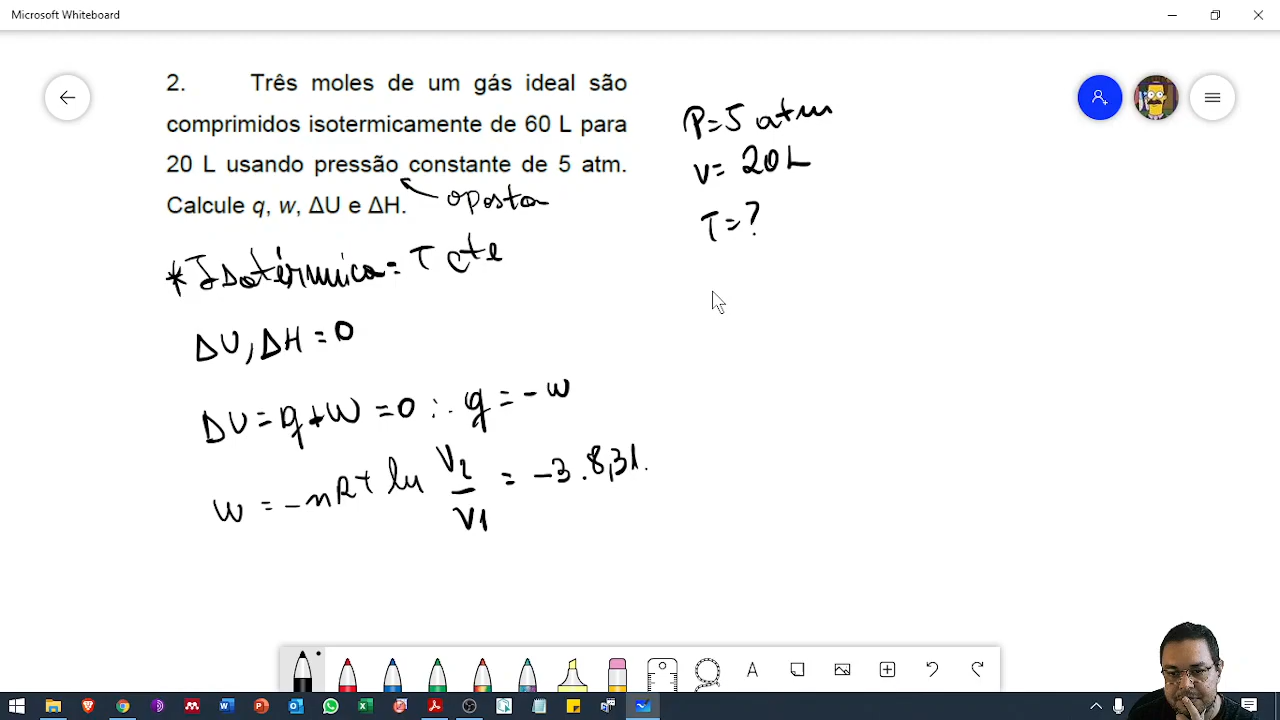 Microsoft Whiteboard
2. Três moles de um gás ideal são
comprimidos isotermicamente de 60 L para
20 L usando pressão constante de 5 atm.
Calcule q, w, ΔU e ΔH.
oposta
* Isotérmica = T cte
ΔU, ΔH = 0
ΔU = q + W = 0 ∴ q = - w
w = - nRT ln V2/V1 = -3 . 8,31.
P = 5 atm
V = 20 L
T = ?